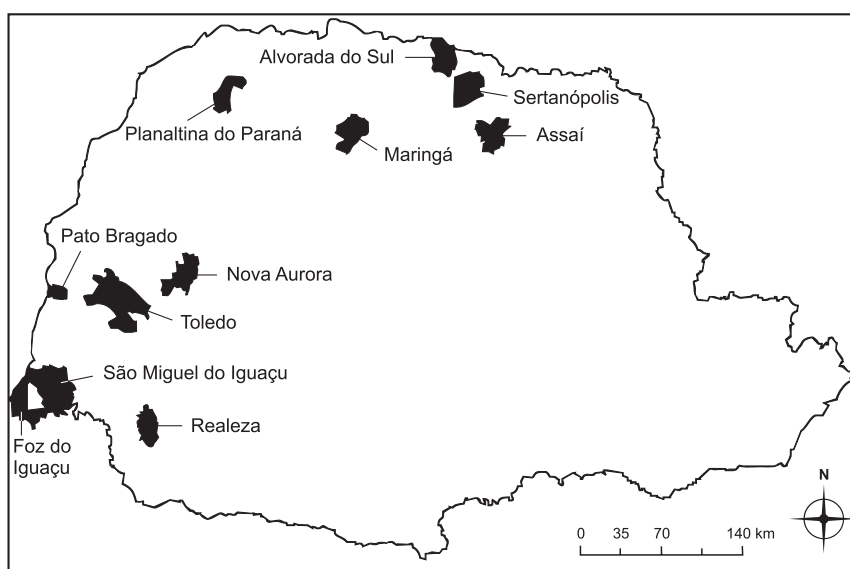 Alvorada do Sul
Sertanópolis
Planaltina do Paraná
Assaí
Maringá
Pato Bragado
Nova Aurora
Toledo
São Miguel do Iguaçu
Realeza
Foz do
Iguaçu
N
0 35 70 140 km